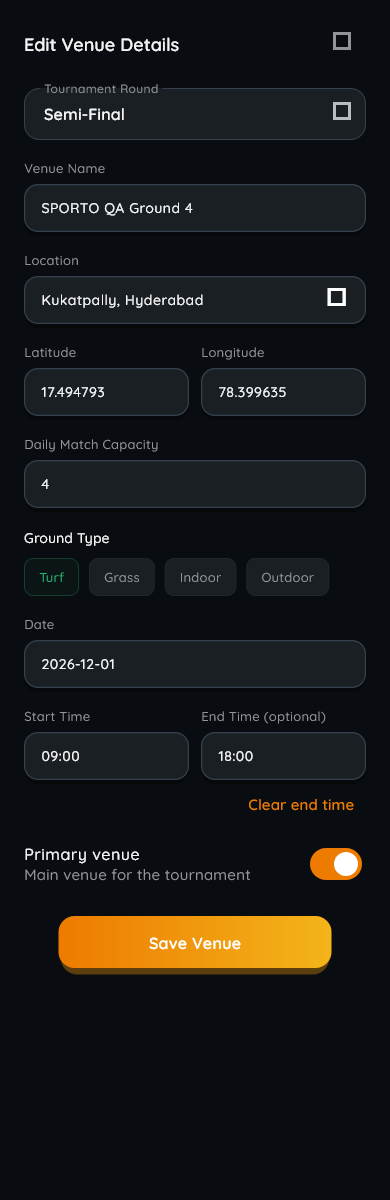 Edit Venue Details
Tournament Round
Semi-Final
Venue Name
SPORTO QA Ground 4
Location
Kukatpally, Hyderabad
Latitude Longitude
17.494793 78.399635
Daily Match Capacity
4
Ground Type
Turf Grass Indoor Outdoor
Date
2026-12-01
Start Time End Time (optional)
09:00 18:00
Clear end time
Primary venue
Main venue for the tournament
Save Venue